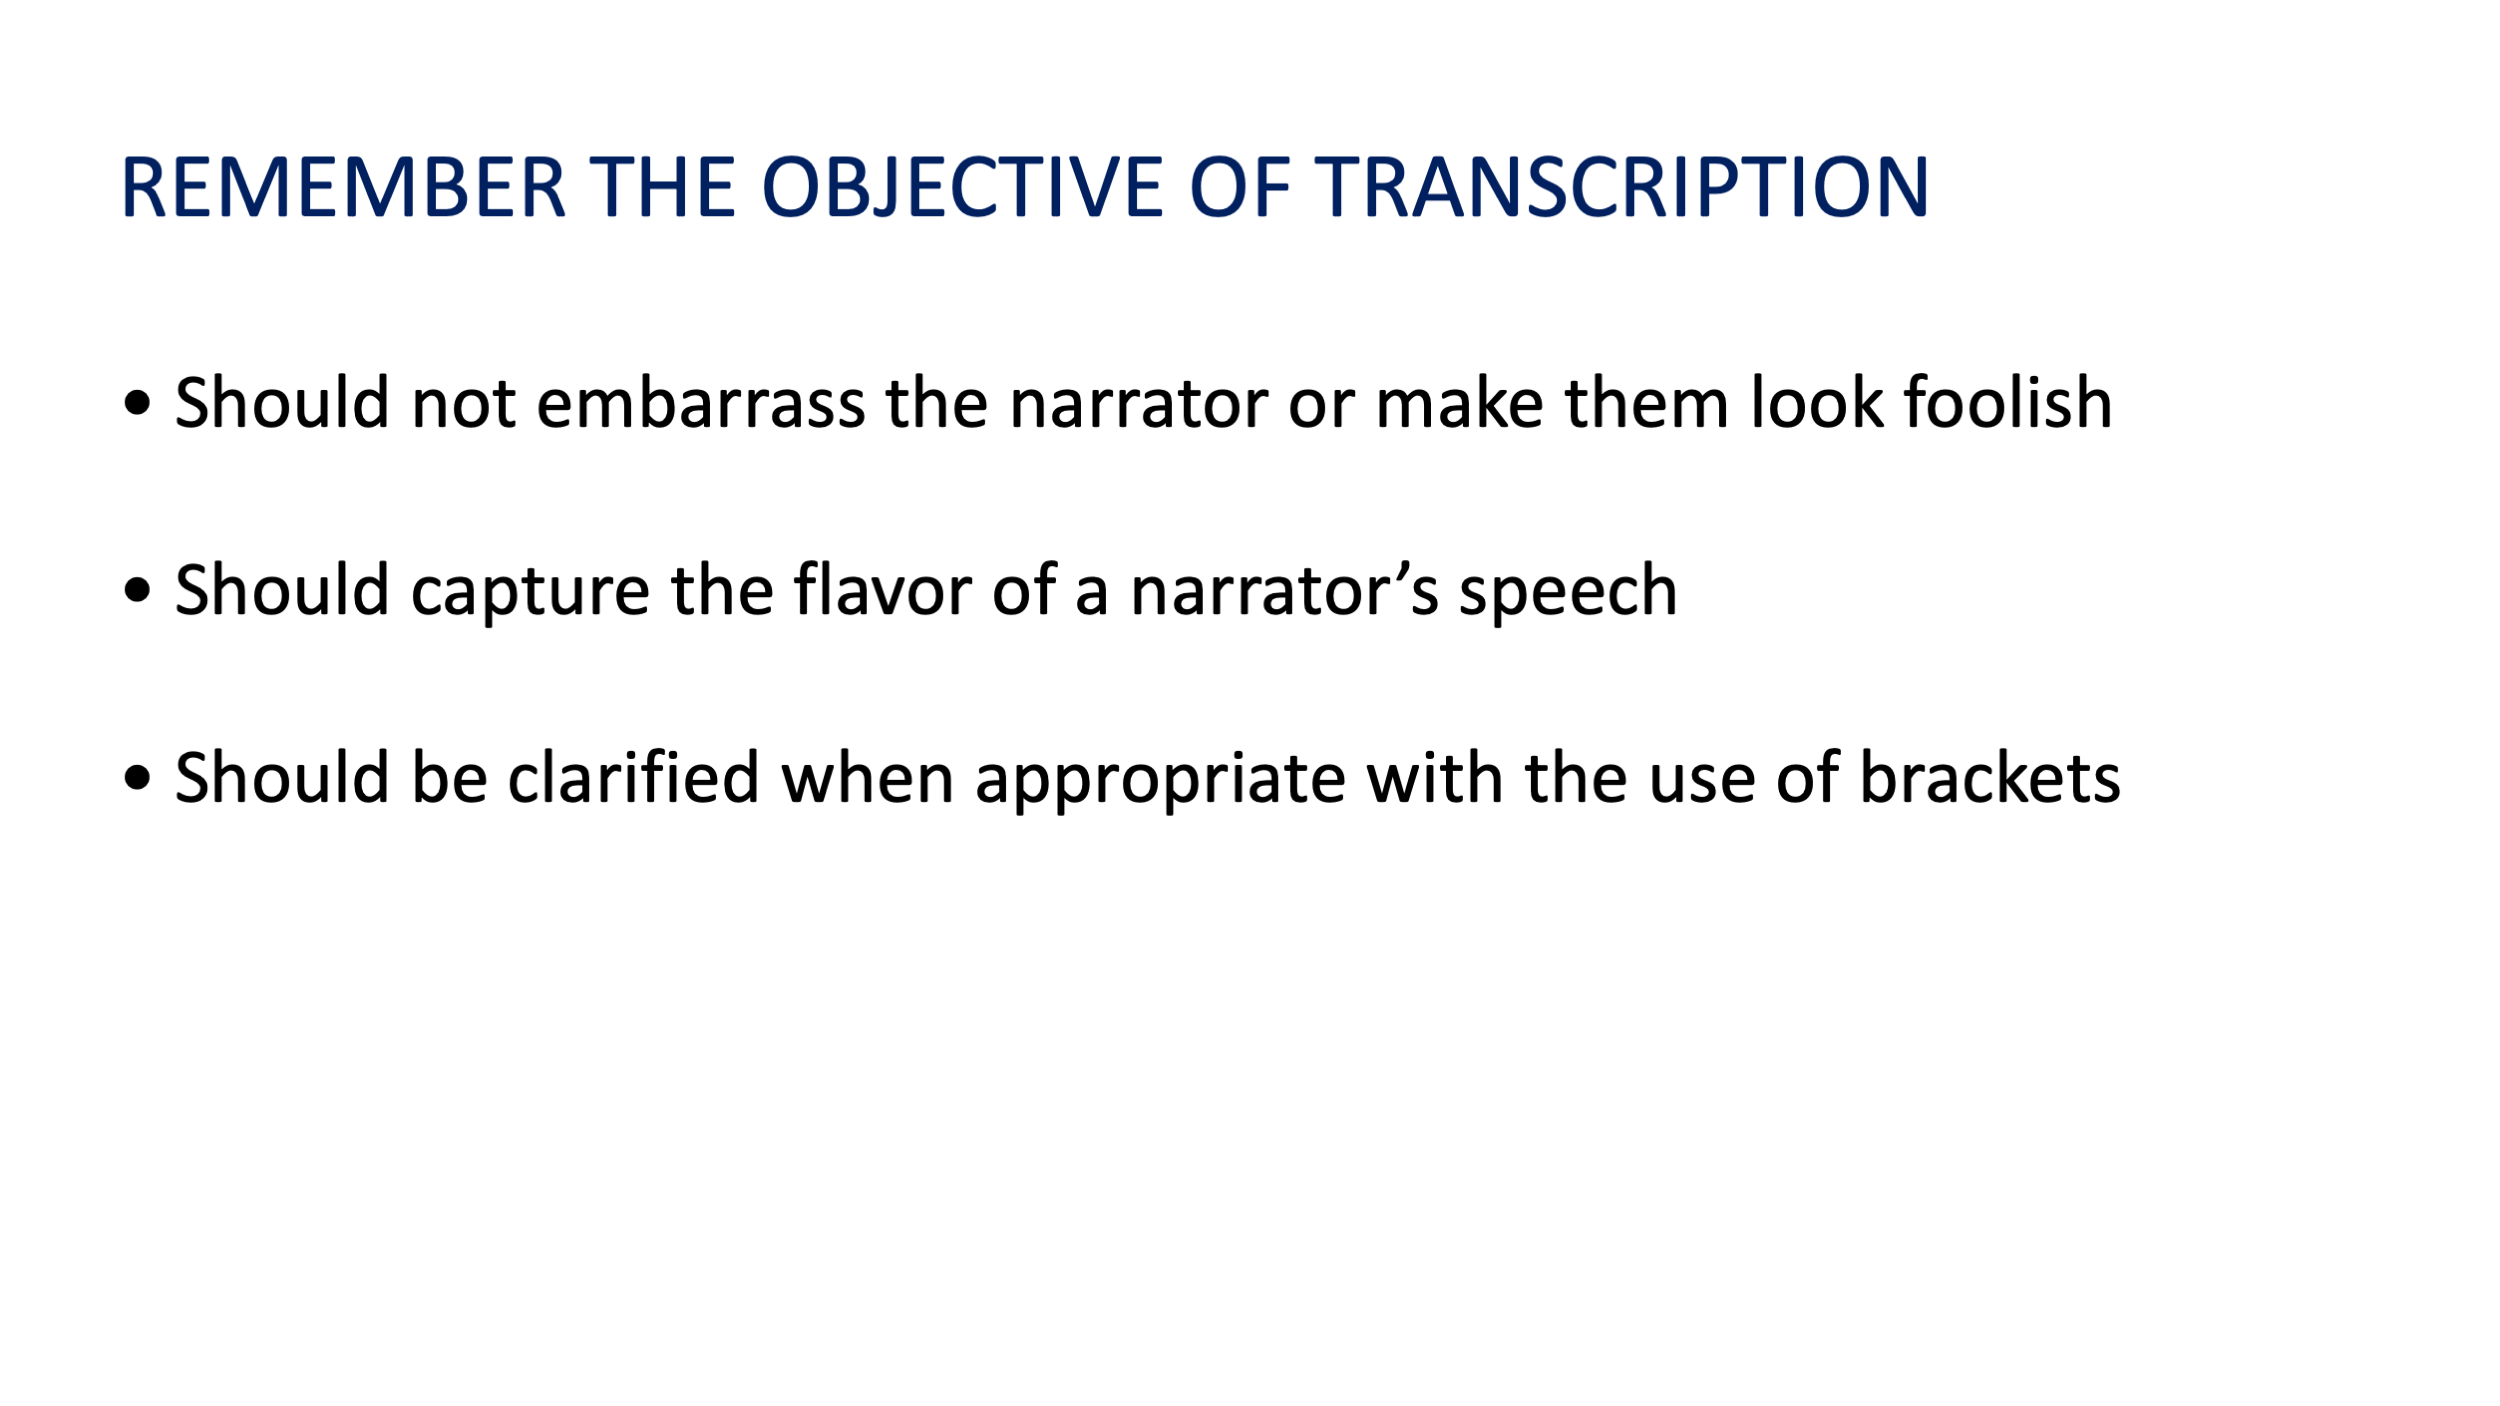 REMEMBER THE OBJECTIVE OF TRANSCRIPTION
• Should not embarrass the narrator or make them look foolish
• Should capture the flavor of a narrator’s speech
• Should be clarified when appropriate with the use of brackets